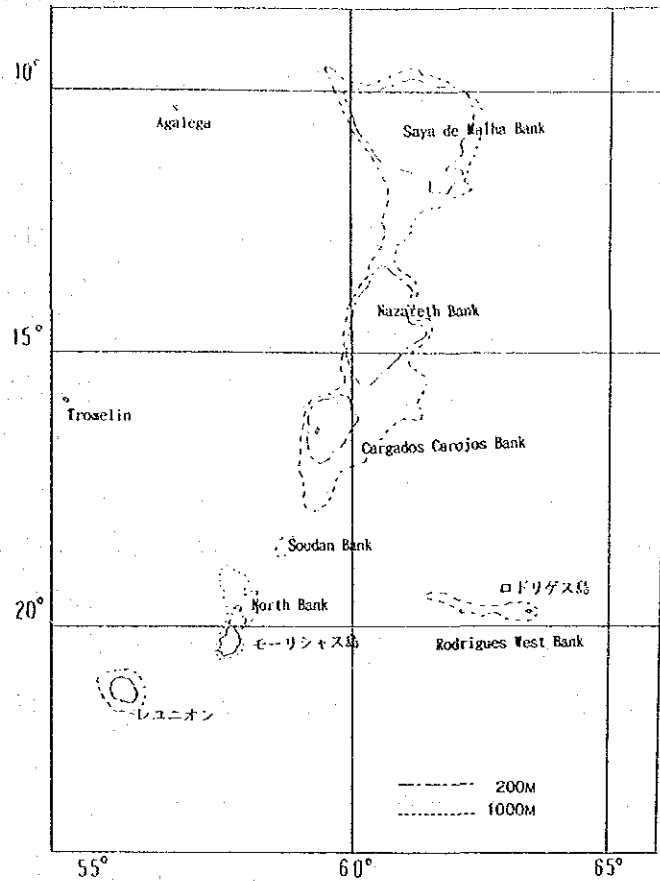 10°
Agalega
Saya de Malha Bank
Nazareth Bank
15°
Tromelin
Cargados Carojos Bank
Soudan Bank
ロドリゲス島
North Bank
20°
モーリシャス島
Rodrigues West Bank
レユニオン
200M
1000M
55°
60°
65°